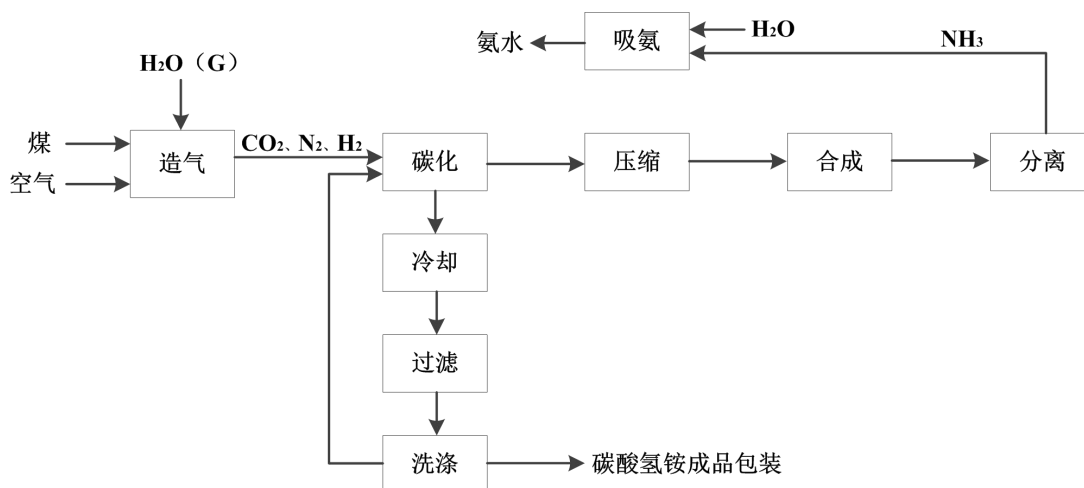 氨水
吸氨
H₂O
NH₃
H₂O（G）
煤
空气
造气
CO₂、N₂、H₂
碳化
压缩
合成
分离
冷却
过滤
洗涤
碳酸氢铵成品包装